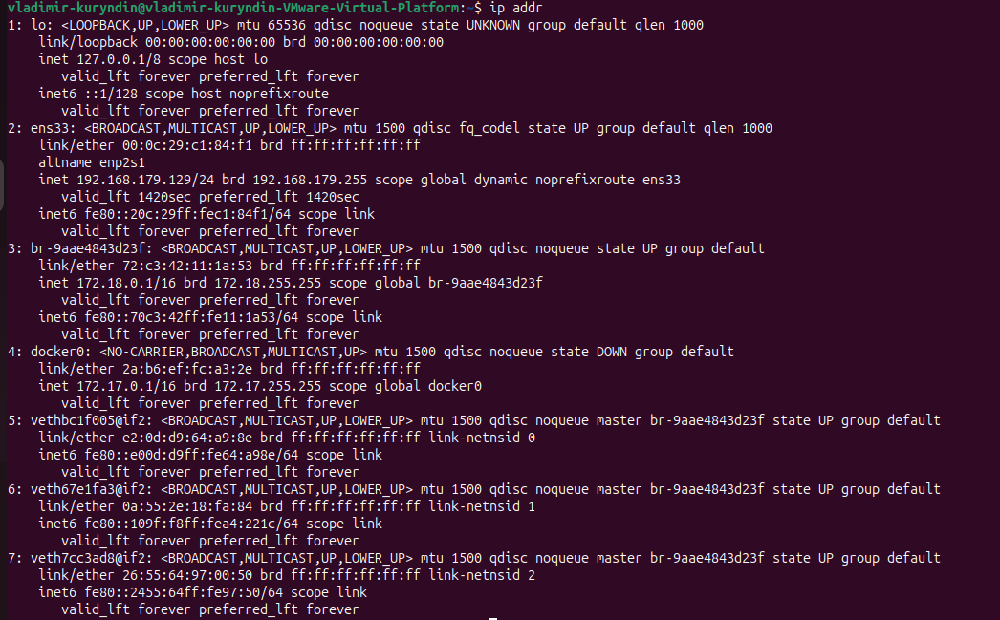 vladimir-kuryndin@vladimir-kuryndin-VMware-Virtual-Platform:~$ ip addr
1: lo: <LOOPBACK,UP,LOWER_UP> mtu 65536 qdisc noqueue state UNKNOWN group default qlen 1000
    link/loopback 00:00:00:00:00:00 brd 00:00:00:00:00:00
    inet 127.0.0.1/8 scope host lo
       valid_lft forever preferred_lft forever
    inet6 ::1/128 scope host noprefixroute
       valid_lft forever preferred_lft forever
2: ens33: <BROADCAST,MULTICAST,UP,LOWER_UP> mtu 1500 qdisc fq_codel state UP group default qlen 1000
    link/ether 00:0c:29:c1:84:f1 brd ff:ff:ff:ff:ff:ff
    altname enp2s1
    inet 192.168.179.129/24 brd 192.168.179.255 scope global dynamic noprefixroute ens33
       valid_lft 1420sec preferred_lft 1420sec
    inet6 fe80::20c:29ff:fec1:84f1/64 scope link
       valid_lft forever preferred_lft forever
3: br-9aae4843d23f: <BROADCAST,MULTICAST,UP,LOWER_UP> mtu 1500 qdisc noqueue state UP group default
    link/ether 72:c3:42:11:1a:53 brd ff:ff:ff:ff:ff:ff
    inet 172.18.0.1/16 brd 172.18.255.255 scope global br-9aae4843d23f
       valid_lft forever preferred_lft forever
    inet6 fe80::70c3:42ff:fe11:1a53/64 scope link
       valid_lft forever preferred_lft forever
4: docker0: <NO-CARRIER,BROADCAST,MULTICAST,UP> mtu 1500 qdisc noqueue state DOWN group default
    link/ether 2a:b6:ef:fc:a3:2e brd ff:ff:ff:ff:ff:ff
    inet 172.17.0.1/16 brd 172.17.255.255 scope global docker0
       valid_lft forever preferred_lft forever
5: vethbc1f005@if2: <BROADCAST,MULTICAST,UP,LOWER_UP> mtu 1500 qdisc noqueue master br-9aae4843d23f state UP group default
    link/ether e2:0d:d9:64:a9:8e brd ff:ff:ff:ff:ff:ff link-netnsid 0
    inet6 fe80::e00d:d9ff:fe64:a98e/64 scope link
       valid_lft forever preferred_lft forever
6: veth67e1fa3@if2: <BROADCAST,MULTICAST,UP,LOWER_UP> mtu 1500 qdisc noqueue master br-9aae4843d23f state UP group default
    link/ether 0a:55:2e:18:fa:84 brd ff:ff:ff:ff:ff:ff link-netnsid 1
    inet6 fe80::109f:f8ff:fea4:221c/64 scope link
       valid_lft forever preferred_lft forever
7: veth7cc3ad8@if2: <BROADCAST,MULTICAST,UP,LOWER_UP> mtu 1500 qdisc noqueue master br-9aae4843d23f state UP group default
    link/ether 26:55:64:97:00:50 brd ff:ff:ff:ff:ff:ff link-netnsid 2
    inet6 fe80::2455:64ff:fe97:50/64 scope link
       valid_lft forever preferred_lft forever